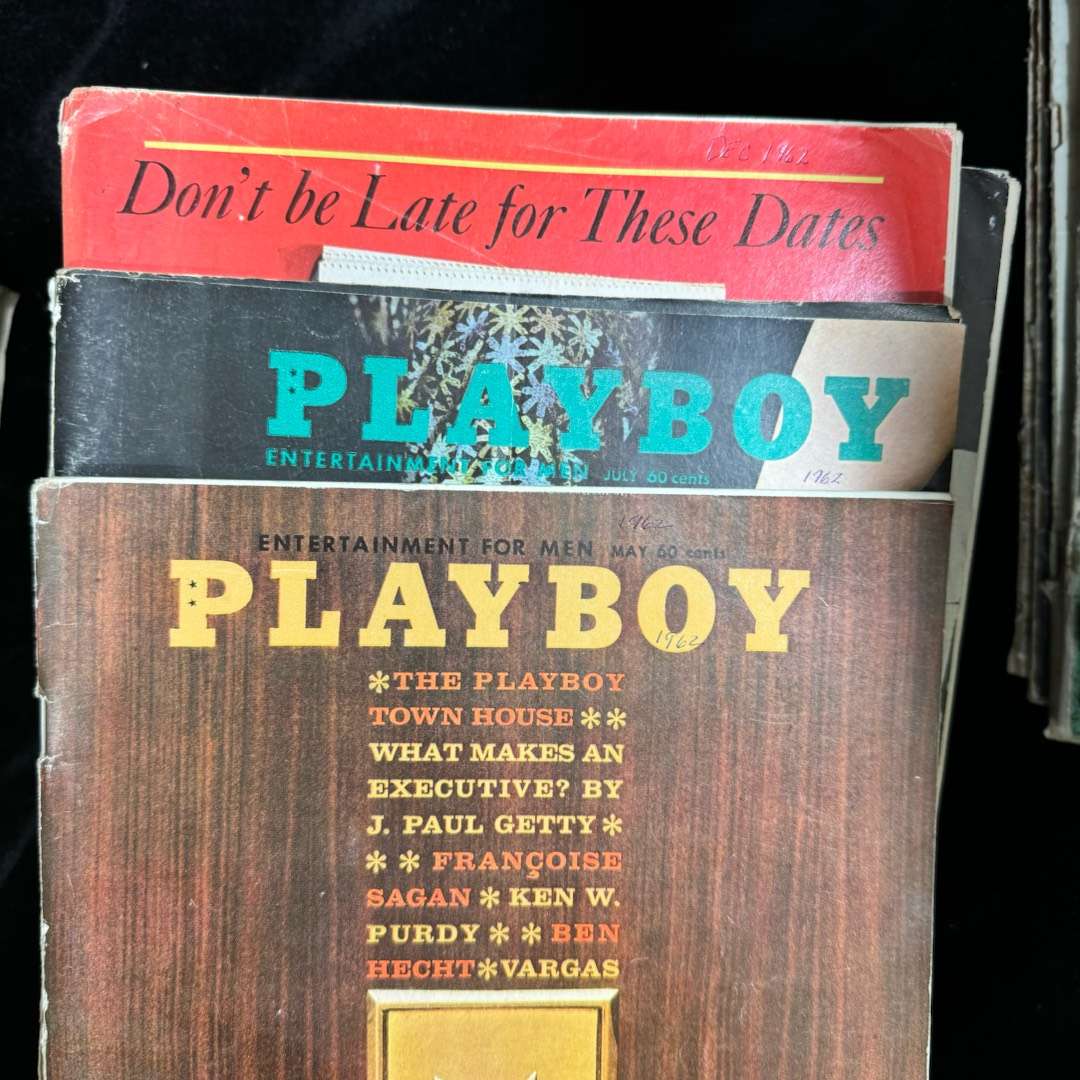 DEC 1962
Don't be Late for These Dates
PLAYBOY
ENTERTAINMENT FOR MEN JULY 60 cents
1962
1962
ENTERTAINMENT FOR MEN MAY 60 cents
PLAYBOY
1962
*THE PLAYBOY
TOWN HOUSE**
WHAT MAKES AN
EXECUTIVE? BY
J. PAUL GETTY*
** FRANÇOISE
SAGAN * KEN W.
PURDY ** BEN
HECHT*VARGAS